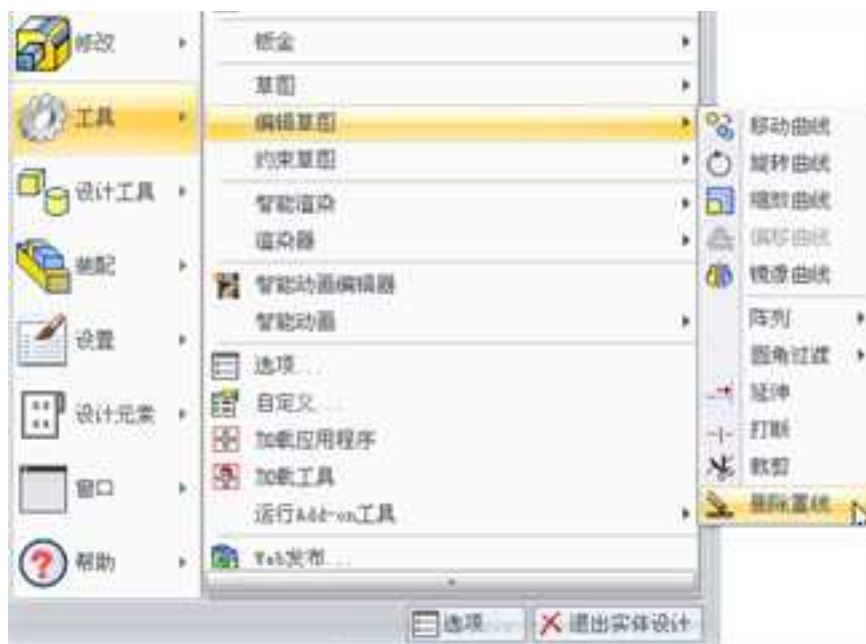 修改
工具
设计工具
装配
设置
设计元素
窗口
帮助
钣金
草图
编辑草图
约束草图
智能渲染
渲染器
智能动画编辑器
智能动画
选项...
自定义...
加载应用程序
加载工具
运行Add-on工具
Web发布...
移动曲线
旋转曲线
缩放曲线
偏移曲线
镜像曲线
阵列
圆角过渡
延伸
打断
裁剪
删除重线
选项...
退出实体设计